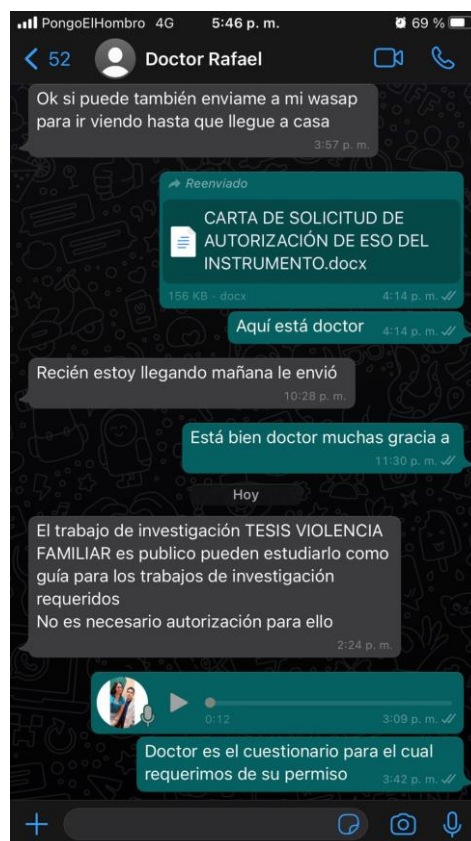 PongoElHombro 4G 5:46 p. m. 69 %
52 Doctor Rafael
Ok si puede también enviame a mi wasap
para ir viendo hasta que llegue a casa
3:57 p. m.
Reenviado
CARTA DE SOLICITUD DE
AUTORIZACIÓN DE ESO DEL
INSTRUMENTO.docx
156 KB · docx 4:14 p. m.
Aquí está doctor 4:14 p. m.
Recién estoy llegando mañana le envió
10:28 p. m.
Está bien doctor muchas gracia a
11:30 p. m.
Hoy
El trabajo de investigación TESIS VIOLENCIA
FAMILIAR es publico pueden estudiarlo como
guía para los trabajos de investigación
requeridos
No es necesario autorización para ello
2:24 p. m.
0:12 3:09 p. m.
Doctor es el cuestionario para el cual
requerimos de su permiso 3:42 p. m.